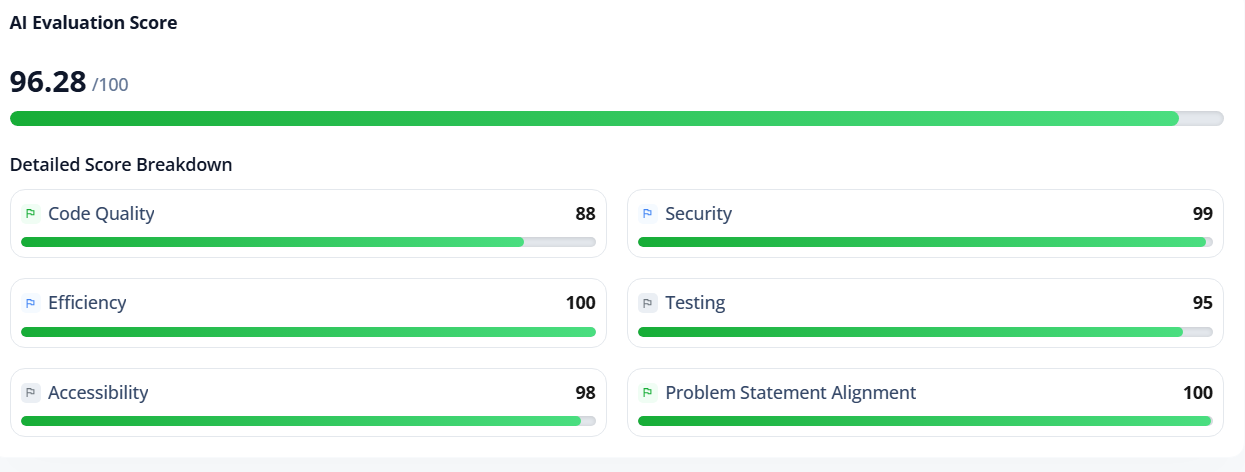 AI Evaluation Score
96.28 /100
Detailed Score Breakdown
Code Quality 88
Security 99
Efficiency 100
Testing 95
Accessibility 98
Problem Statement Alignment 100